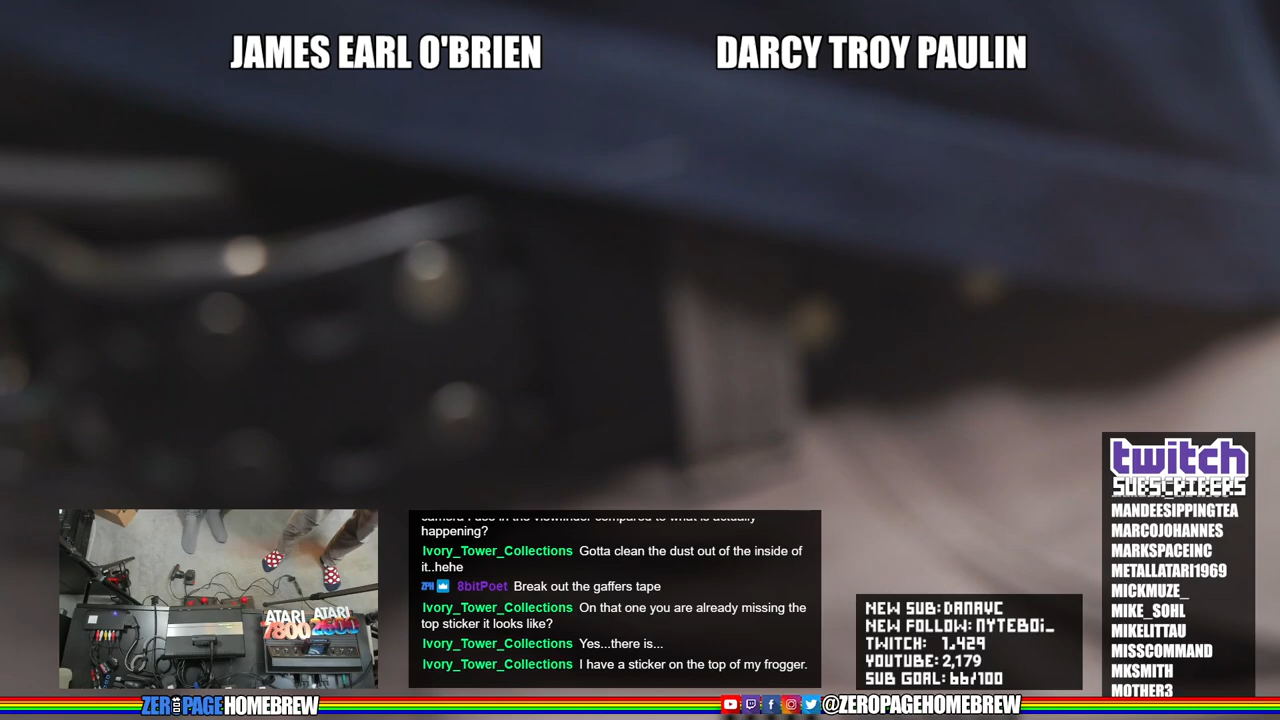 JAMES EARL O'BRIEN
DARCY TROY PAULIN
happening?
Ivory_Tower_Collections Gotta clean the dust out of the inside of
it..hehe
8bitPoet Break out the gaffers tape
Ivory_Tower_Collections On that one you are already missing the
top sticker it looks like?
Ivory_Tower_Collections Yes...there is...
Ivory_Tower_Collections I have a sticker on the top of my frogger.
ATARI
7800
ATARI
2600
NEW SUB: DANAYC
NEW FOLLOW: NYTEBOI_
TWITCH: 1,429
YOUTUBE: 2,179
SUB GOAL: 66/100
twitch
SUBSCRIBERS
MANDEESIPPINGTEA
MARCOJOHANNES
MARKSPACEINC
METALLATARI1969
MICKMUZE_
MIKE_SOHL
MIKELITTAU
MISSCOMMAND
MKSMITH
MOTHER3
ZEROPAGEHOMEBREW
@ZEROPAGEHOMEBREW